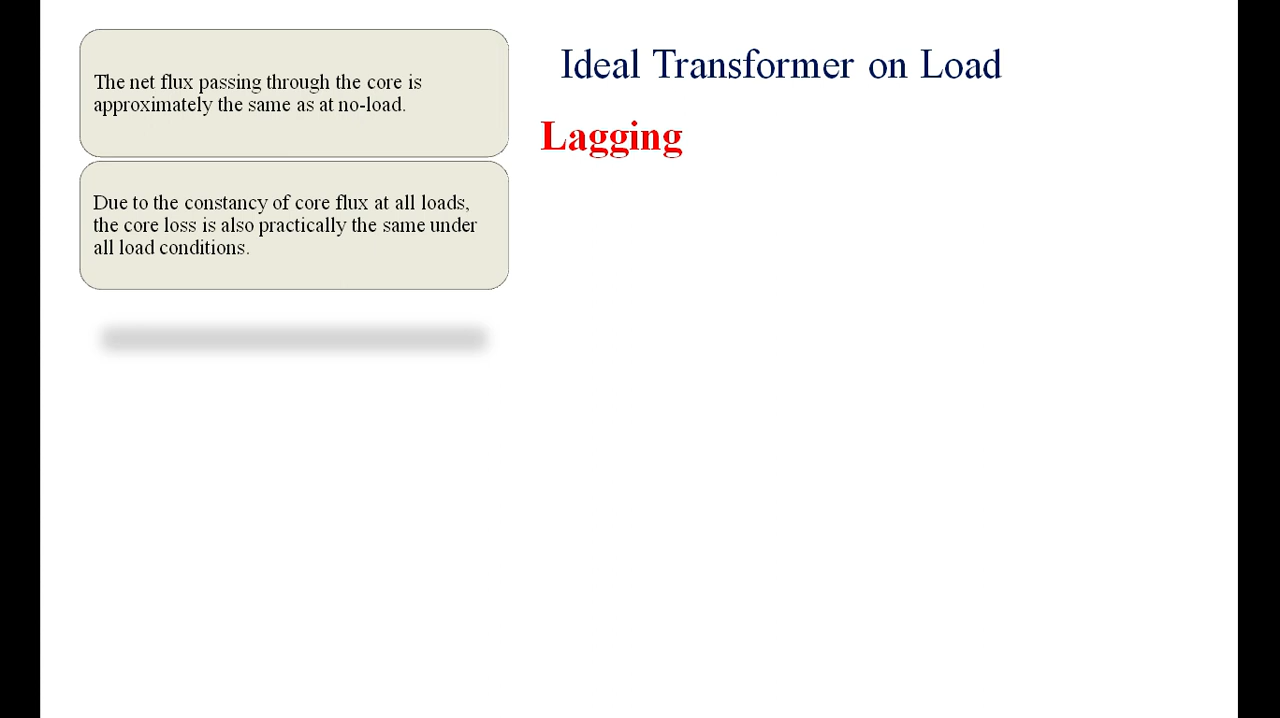 Ideal Transformer on Load
Lagging
The net flux passing through the core is
approximately the same as at no-load.
Due to the constancy of core flux at all loads,
the core loss is also practically the same under
all load conditions.